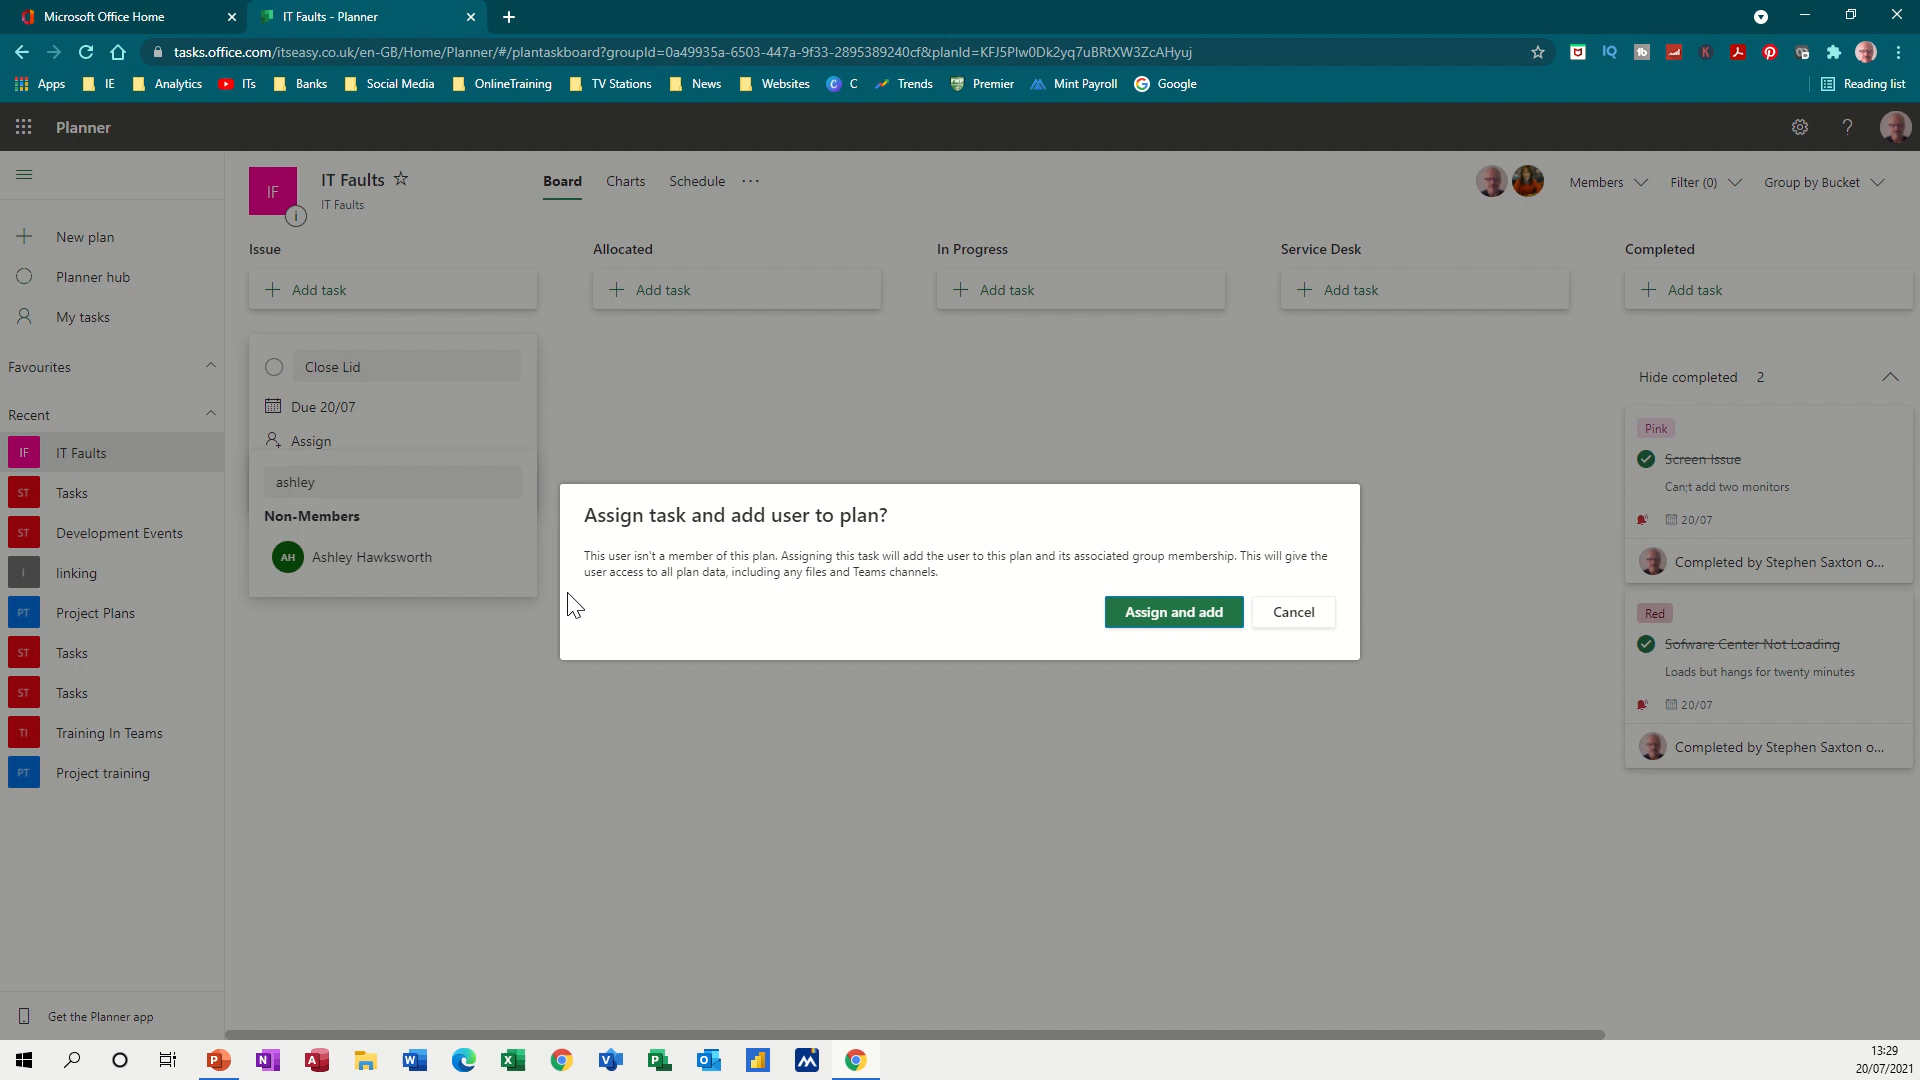 Microsoft Office Home
IT Faults - Planner
tasks.office.com/itseasy.co.uk/en-GB/Home/Planner/#/plantaskboard?groupId=0a49935a-6503-447a-9f33-2895389240cf&planId=KFJ5Plw0Dk2yq7uBRtXW3ZcAHyuj
Apps
IE
Analytics
ITs
Banks
Social Media
OnlineTraining
TV Stations
News
Websites
C
Trends
Premier
Mint Payroll
Google
Reading list
Planner
IF
IT Faults
IT Faults
Board
Charts
Schedule
Members
Filter (0)
Group by Bucket
New plan
Planner hub
My tasks
Favourites
Recent
IF IT Faults
ST Tasks
ST Development Events
I linking
PT Project Plans
ST Tasks
ST Tasks
TI Training In Teams
PT Project training
Get the Planner app
Issue
Add task
Close Lid
Due 20/07
Assign
ashley
Non-Members
AH Ashley Hawksworth
Allocated
Add task
In Progress
Add task
Service Desk
Add task
Completed
Add task
Hide completed 2
Pink
Screen Issue
Can;t add two monitors
20/07
Completed by Stephen Saxton o...
Red
Sofware Center Not Loading
Loads but hangs for twenty minutes
20/07
Completed by Stephen Saxton o...
Assign task and add user to plan?
This user isn't a member of this plan. Assigning this task will add the user to this plan and its associated group membership. This will give the
user access to all plan data, including any files and Teams channels.
Assign and add
Cancel
13:29
20/07/2021